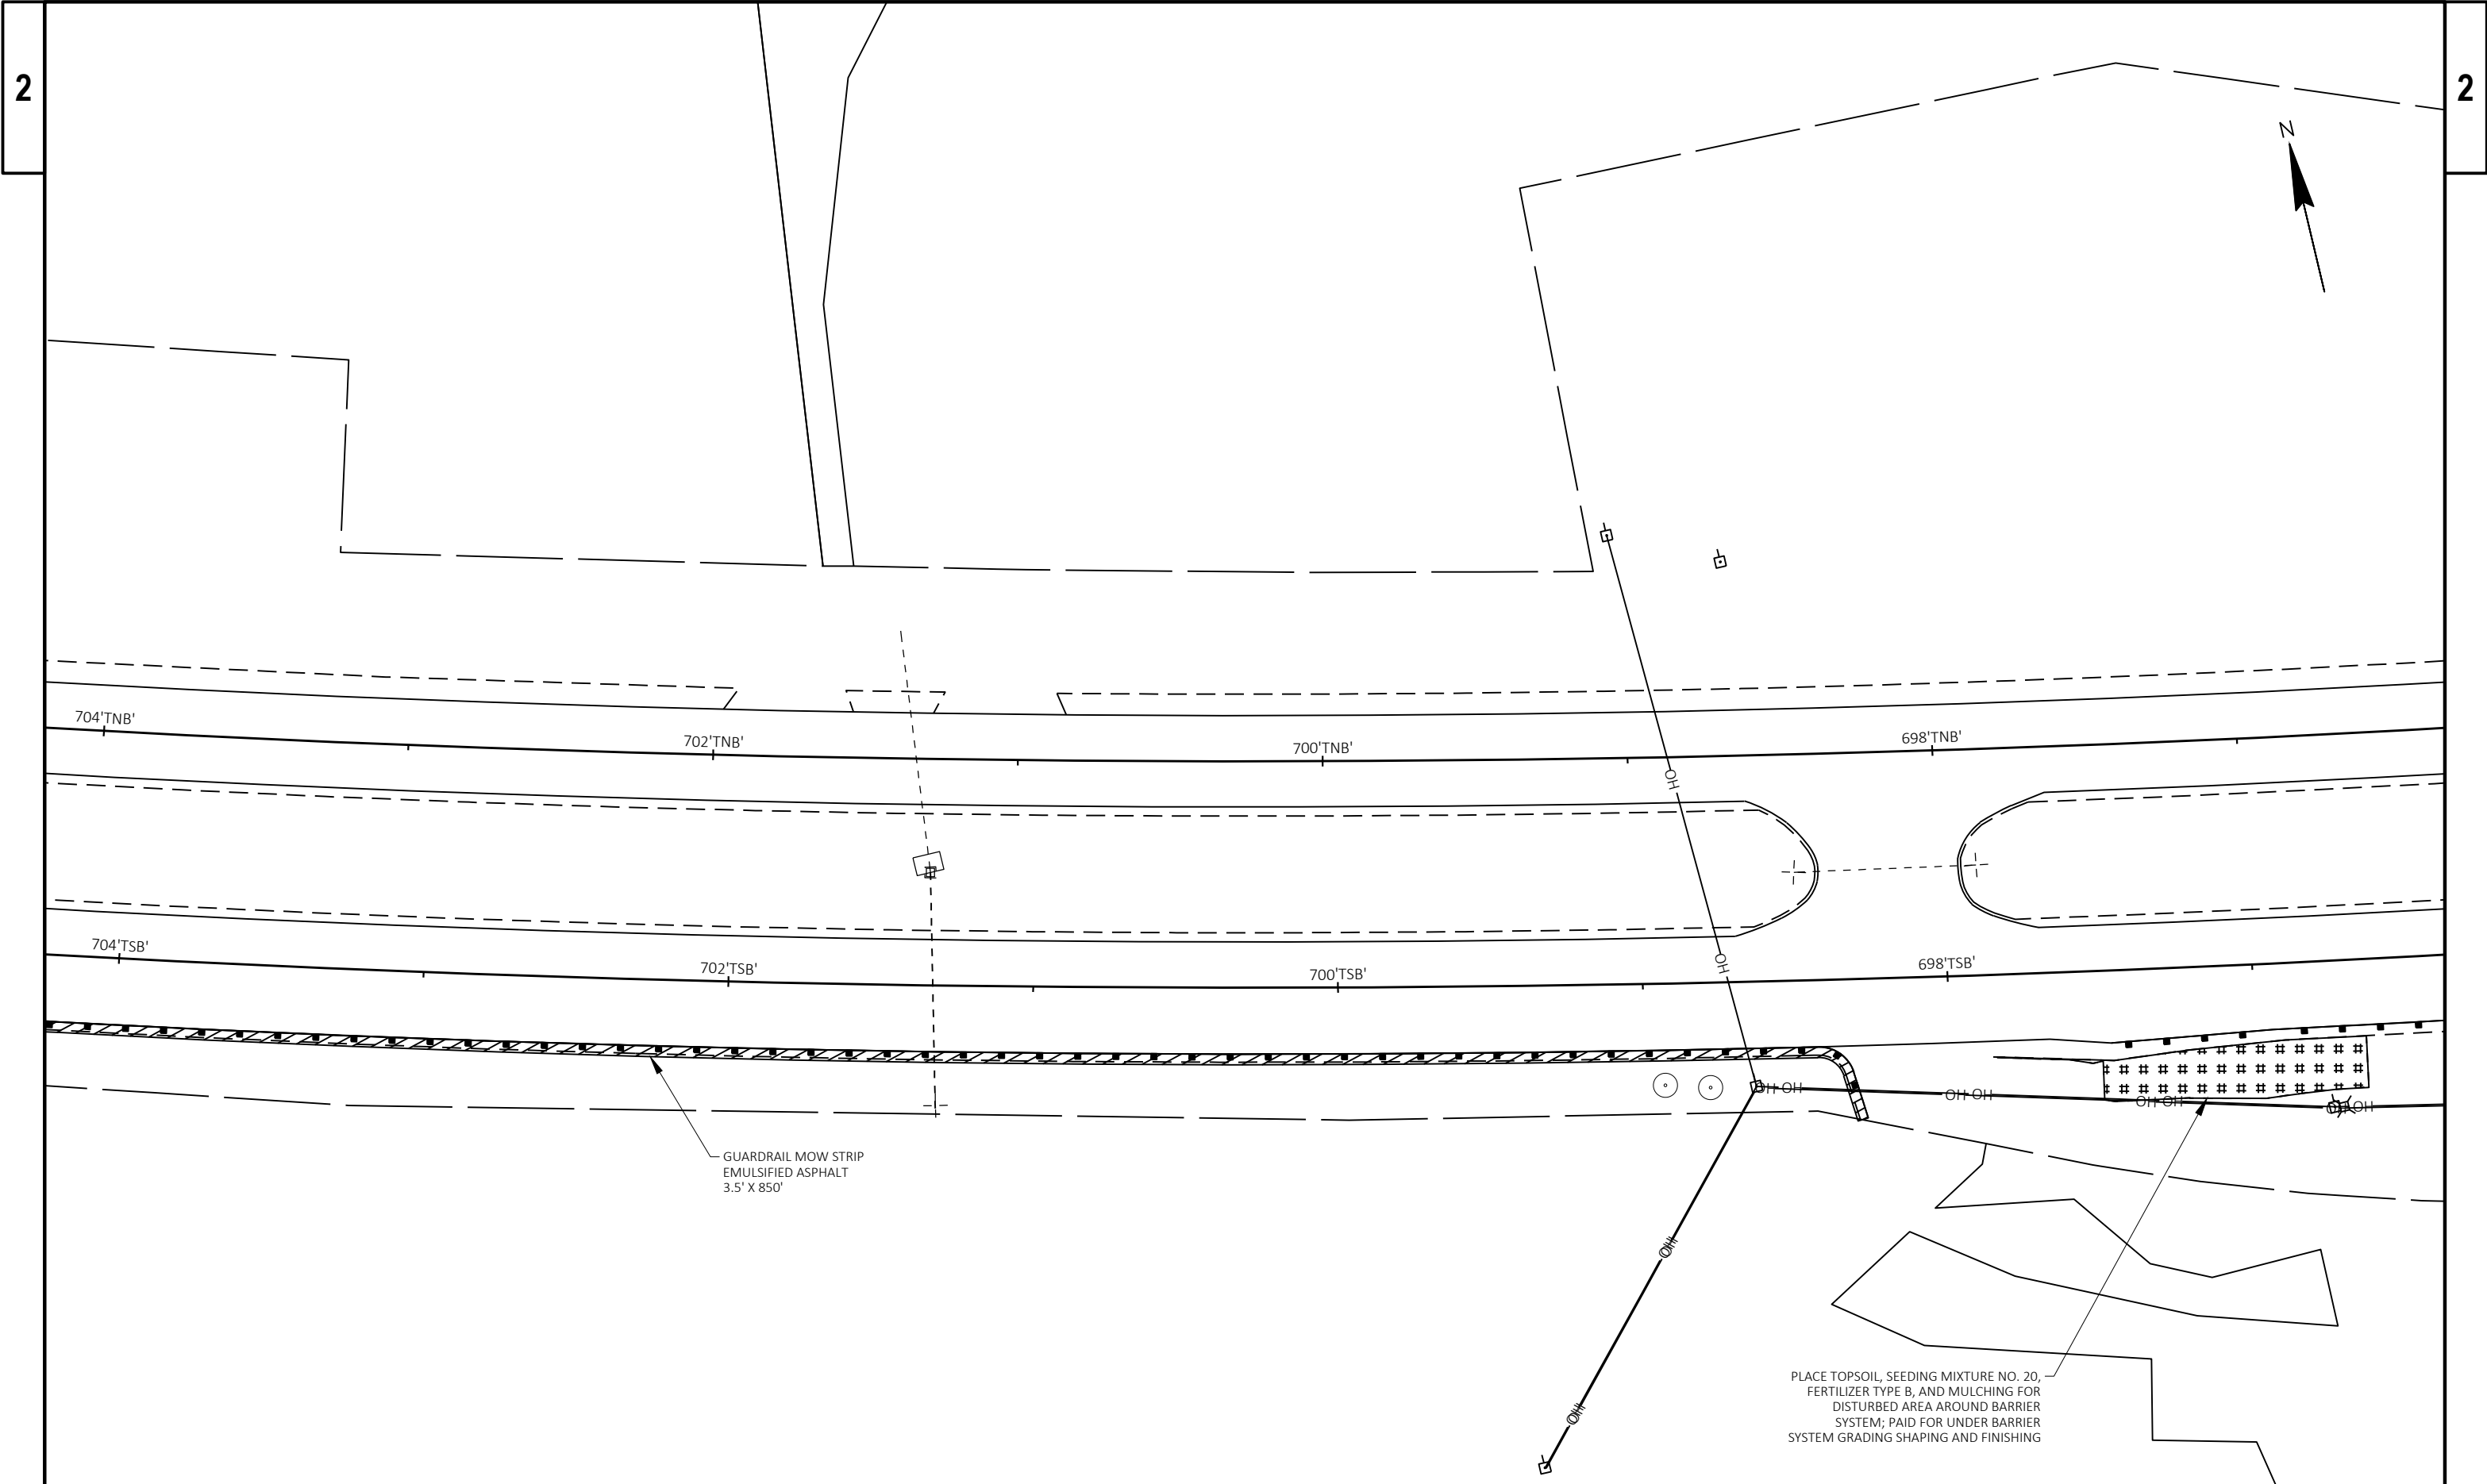 2
2
N
704'TNB'
702'TNB'
700'TNB'
698'TNB'
OH
704'TSB'
702'TSB'
700'TSB'
698'TSB'
OH
OH OH
OH OH
OH OH
OH OH
GUARDRAIL MOW STRIP
EMULSIFIED ASPHALT
3.5' X 850'
OH
OH
PLACE TOPSOIL, SEEDING MIXTURE NO. 20,
FERTILIZER TYPE B, AND MULCHING FOR
DISTURBED AREA AROUND BARRIER
SYSTEM; PAID FOR UNDER BARRIER
SYSTEM GRADING SHAPING AND FINISHING